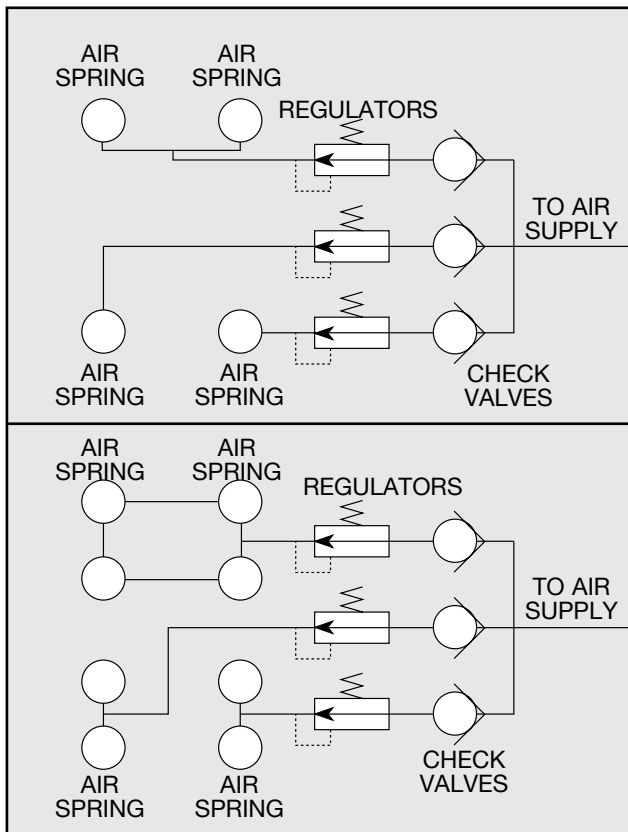 AIR
SPRING
AIR
SPRING
REGULATORS
TO AIR
SUPPLY
AIR
SPRING
AIR
SPRING
CHECK
VALVES
AIR
SPRING
AIR
SPRING
REGULATORS
TO AIR
SUPPLY
AIR
SPRING
AIR
SPRING
CHECK
VALVES